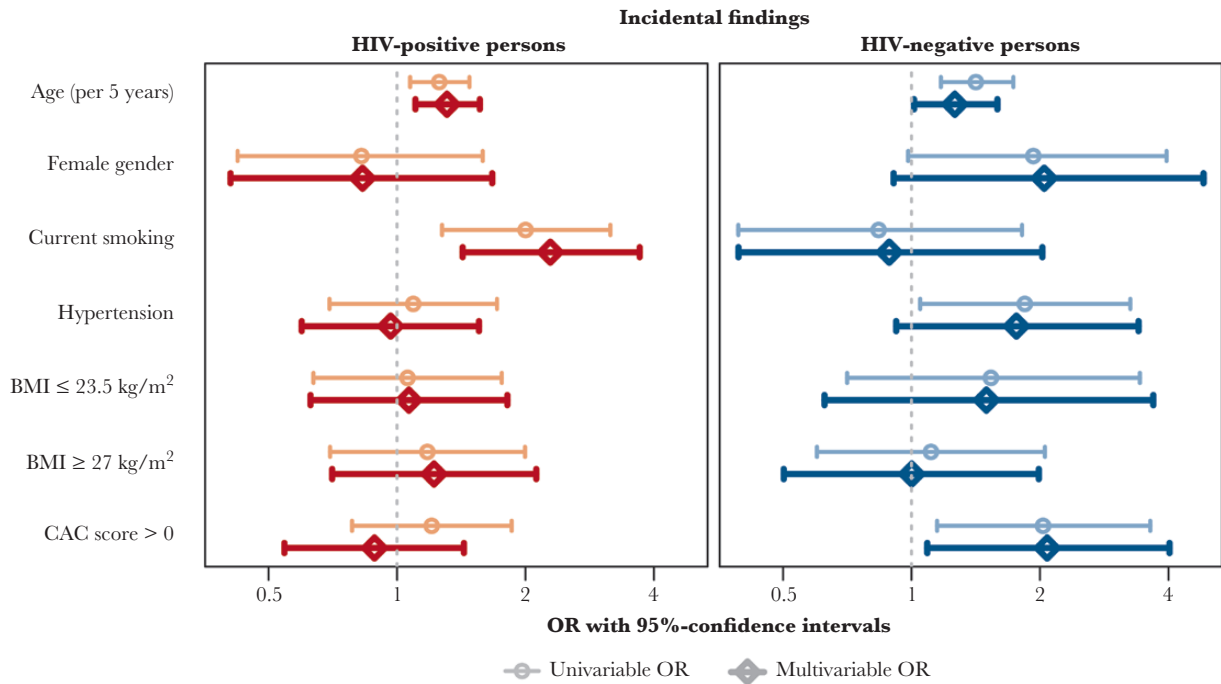 Incidental findings
HIV-positive persons
HIV-negative persons
Age (per 5 years)
Female gender
Current smoking
Hypertension
BMI ≤ 23.5 kg/m²
BMI ≥ 27 kg/m²
CAC score > 0
0.5 1 2 4
0.5 1 2 4
OR with 95%-confidence intervals
Univariable OR
Multivariable OR